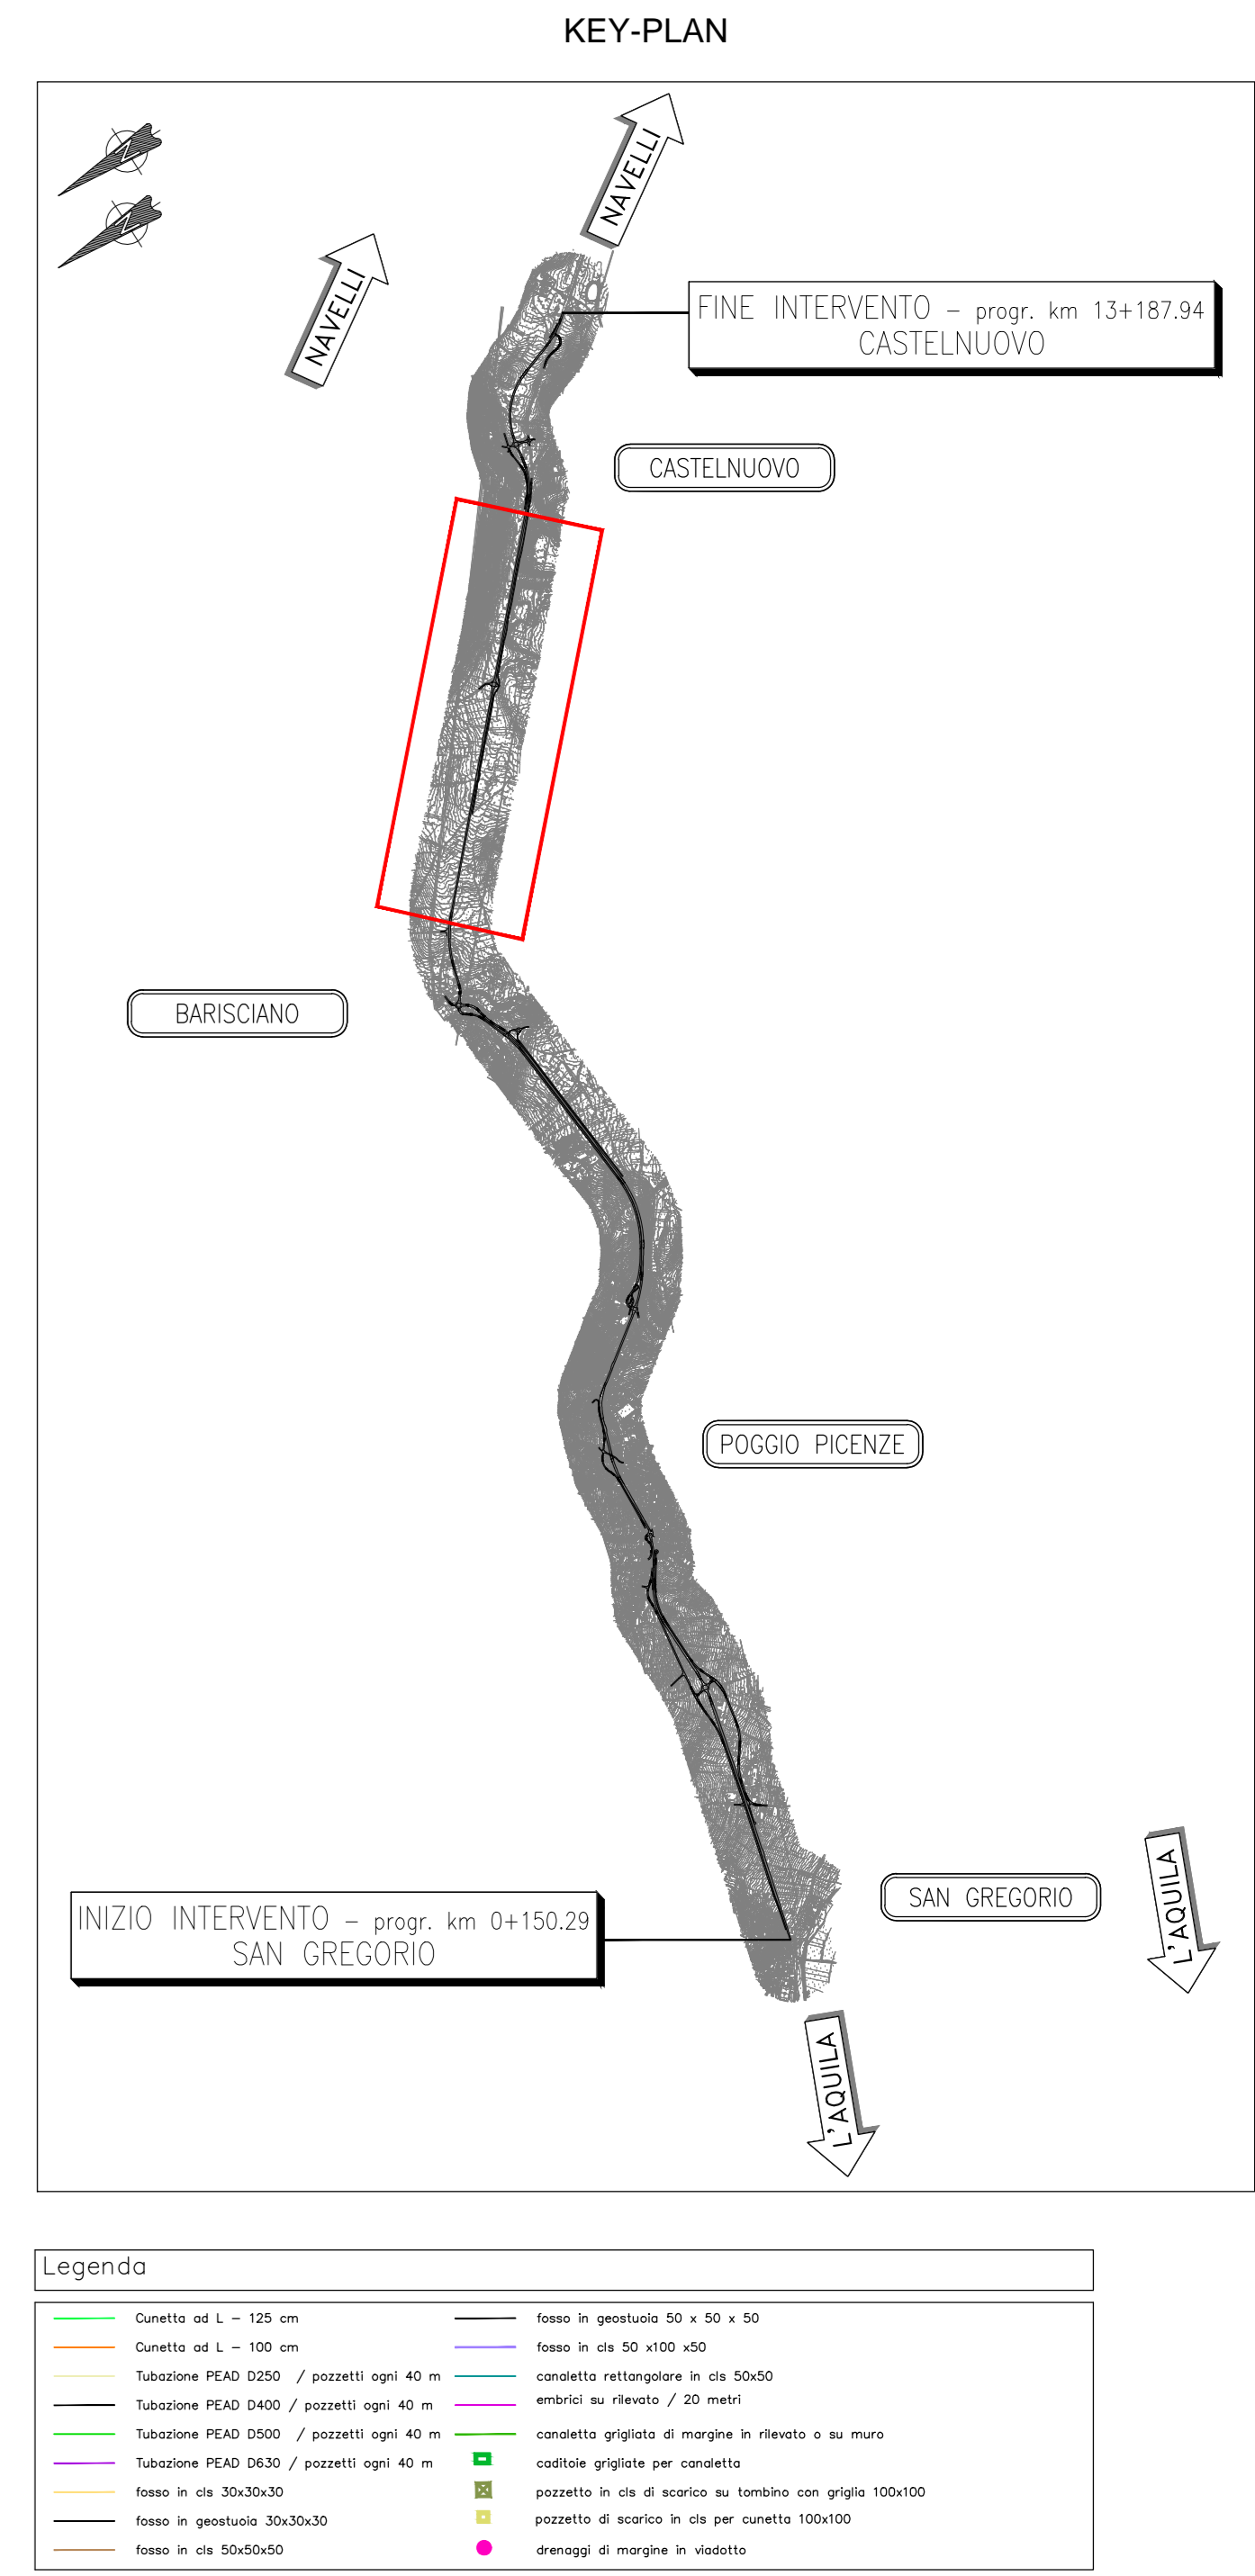 KEY-PLAN
Z
Z
NAVELLI
NAVELLI
FINE INTERVENTO - progr. km 13+187.94
CASTELNUOVO
CASTELNUOVO
BARISCIANO
POGGIO PICENZE
SAN GREGORIO
INIZIO INTERVENTO - progr. km 0+150.29
SAN GREGORIO
L'AQUILA
L'AQUILA
Legenda
Cunetta ad L - 125 cm
Cunetta ad L - 100 cm
Tubazione PEAD D250 / pozzetti ogni 40 m
Tubazione PEAD D400 / pozzetti ogni 40 m
Tubazione PEAD D500 / pozzetti ogni 40 m
Tubazione PEAD D630 / pozzetti ogni 40 m
fosso in cls 30x30x30
fosso in geostuoia 30x30x30
fosso in cls 50x50x50
fosso in geostuoia 50 x 50 x 50
fosso in cls 50 x100 x50
canaletta rettangolare in cls 50x50
embrici su rilevato / 20 metri
canaletta grigliata di margine in rilevato o su muro
caditoie grigliate per canaletta
pozzetto in cls di scarico su tombino con griglia 100x100
pozzetto di scarico in cls per cunetta 100x100
drenaggi di margine in viadotto